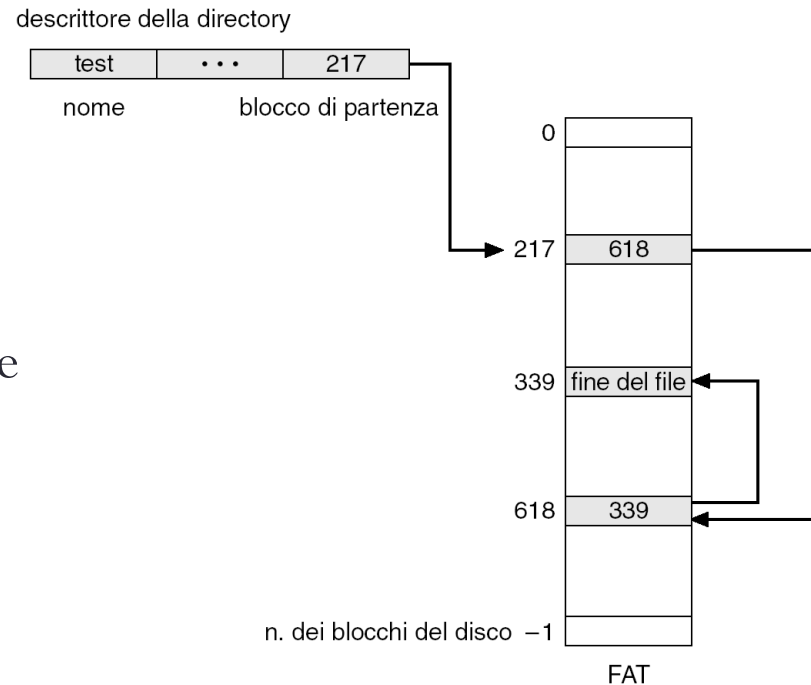 descrittore della directory
test ... 217
nome blocco di partenza
0
217 618
e
339 fine del file
618 339
n. dei blocchi del disco –1
FAT